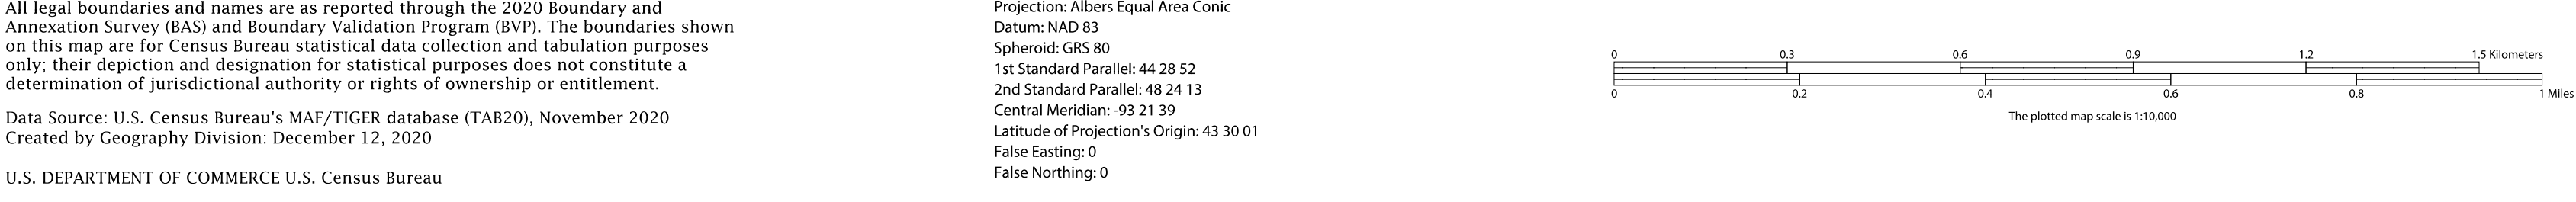 All legal boundaries and names are as reported through the 2020 Boundary and
Annexation Survey (BAS) and Boundary Validation Program (BVP). The boundaries shown
on this map are for Census Bureau statistical data collection and tabulation purposes
only; their depiction and designation for statistical purposes does not constitute a
determination of jurisdictional authority or rights of ownership or entitlement.
Data Source: U.S. Census Bureau's MAF/TIGER database (TAB20), November 2020
Created by Geography Division: December 12, 2020
U.S. DEPARTMENT OF COMMERCE U.S. Census Bureau
Projection: Albers Equal Area Conic
Datum: NAD 83
Spheroid: GRS 80
1st Standard Parallel: 44 28 52
2nd Standard Parallel: 48 24 13
Central Meridian: -93 21 39
Latitude of Projection's Origin: 43 30 01
False Easting: 0
False Northing: 0
0 0.3 0.6 0.9 1.2 1.5 Kilometers
0 0.2 0.4 0.6 0.8 1 Miles
The plotted map scale is 1:10,000